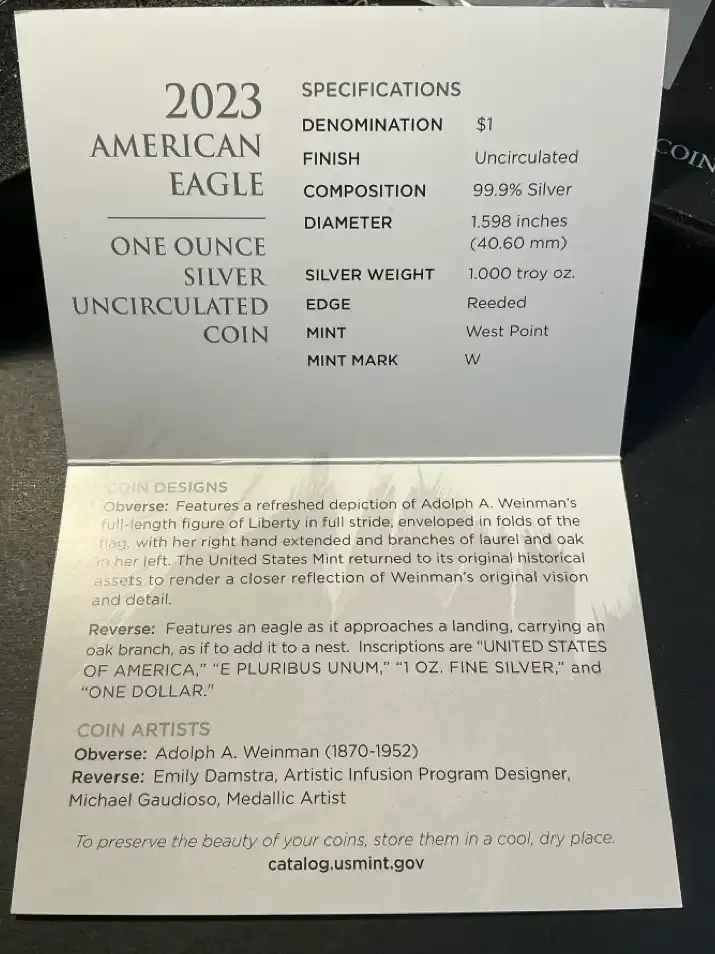 2023
AMERICAN
EAGLE
ONE OUNCE
SILVER
UNCIRCULATED
COIN
SPECIFICATIONS
DENOMINATION $1
FINISH Uncirculated
COMPOSITION 99.9% Silver
DIAMETER 1.598 inches
(40.60 mm)
SILVER WEIGHT 1.000 troy oz.
EDGE Reeded
MINT West Point
MINT MARK W
COIN
COIN DESIGNS
Obverse: Features a refreshed depiction of Adolph A. Weinman's
full-length figure of Liberty in full stride, enveloped in folds of the
flag, with her right hand extended and branches of laurel and oak
in her left. The United States Mint returned to its original historical
assets to render a closer reflection of Weinman's original vision
and detail.
Reverse: Features an eagle as it approaches a landing, carrying an
oak branch, as if to add it to a nest. Inscriptions are "UNITED STATES
OF AMERICA," "E PLURIBUS UNUM," "1 OZ. FINE SILVER," and
"ONE DOLLAR."
COIN ARTISTS
Obverse: Adolph A. Weinman (1870-1952)
Reverse: Emily Damstra, Artistic Infusion Program Designer,
Michael Gaudioso, Medallic Artist
To preserve the beauty of your coins, store them in a cool, dry place.
catalog.usmint.gov